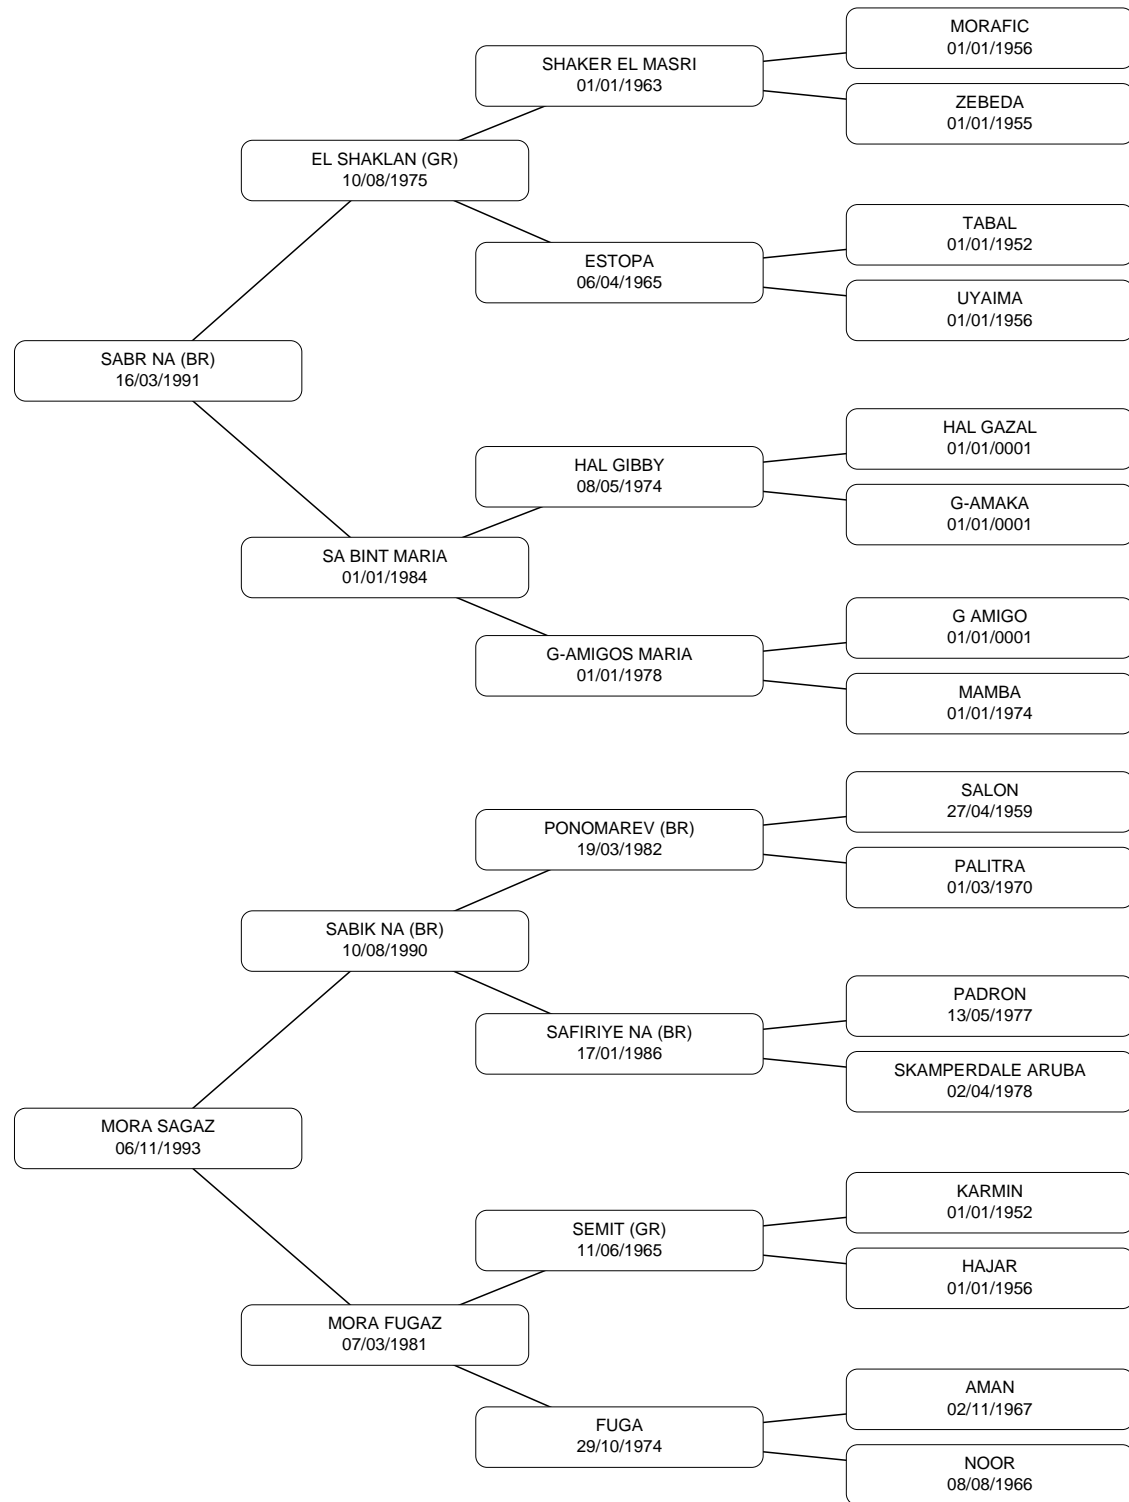 MORAFIC
01/01/1956
SHAKER EL MASRI
01/01/1963
ZEBEDA
01/01/1955
EL SHAKLAN (GR)
10/08/1975
TABAL
01/01/1952
ESTOPA
06/04/1965
UYAIMA
01/01/1956
SABR NA (BR)
16/03/1991
HAL GAZAL
01/01/0001
HAL GIBBY
08/05/1974
G-AMAKA
01/01/0001
SA BINT MARIA
01/01/1984
G AMIGO
01/01/0001
G-AMIGOS MARIA
01/01/1978
MAMBA
01/01/1974
SALON
27/04/1959
PONOMAREV (BR)
19/03/1982
PALITRA
01/03/1970
SABIK NA (BR)
10/08/1990
PADRON
13/05/1977
SAFIRIYE NA (BR)
17/01/1986
SKAMPERDALE ARUBA
02/04/1978
MORA SAGAZ
06/11/1993
KARMIN
01/01/1952
SEMIT (GR)
11/06/1965
HAJAR
01/01/1956
MORA FUGAZ
07/03/1981
AMAN
02/11/1967
FUGA
29/10/1974
NOOR
08/08/1966